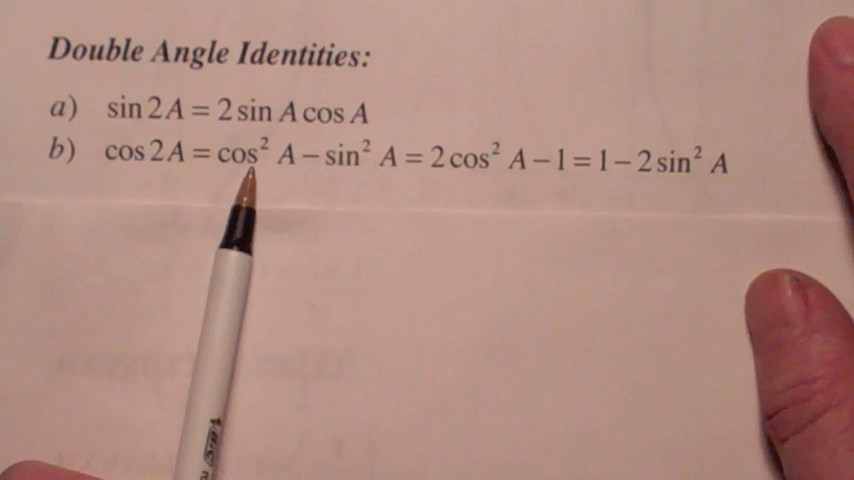 Double Angle Identities:
a) sin 2A = 2 sin A cos A
b) cos 2A = cos² A − sin² A = 2 cos² A − 1 = 1 − 2 sin² A